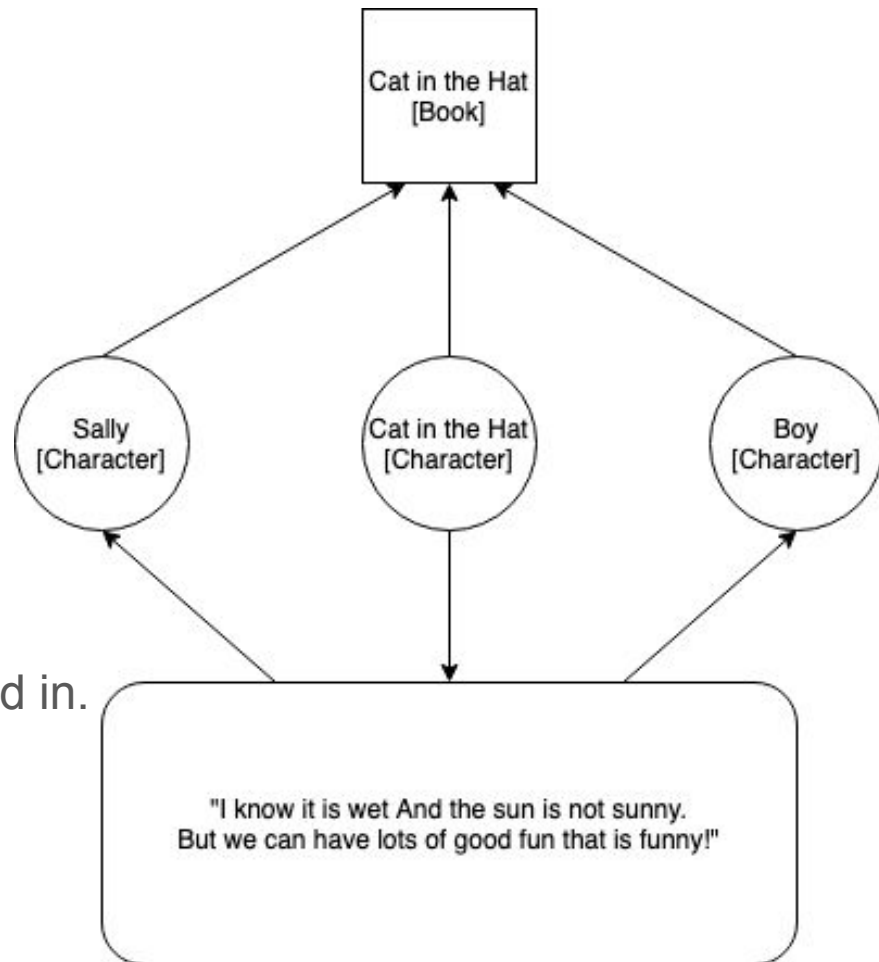 Cat in the Hat
[Book]
Sally
[Character]
Cat in the Hat
[Character]
Boy
[Character]
d in.
"I know it is wet And the sun is not sunny.
But we can have lots of good fun that is funny!"